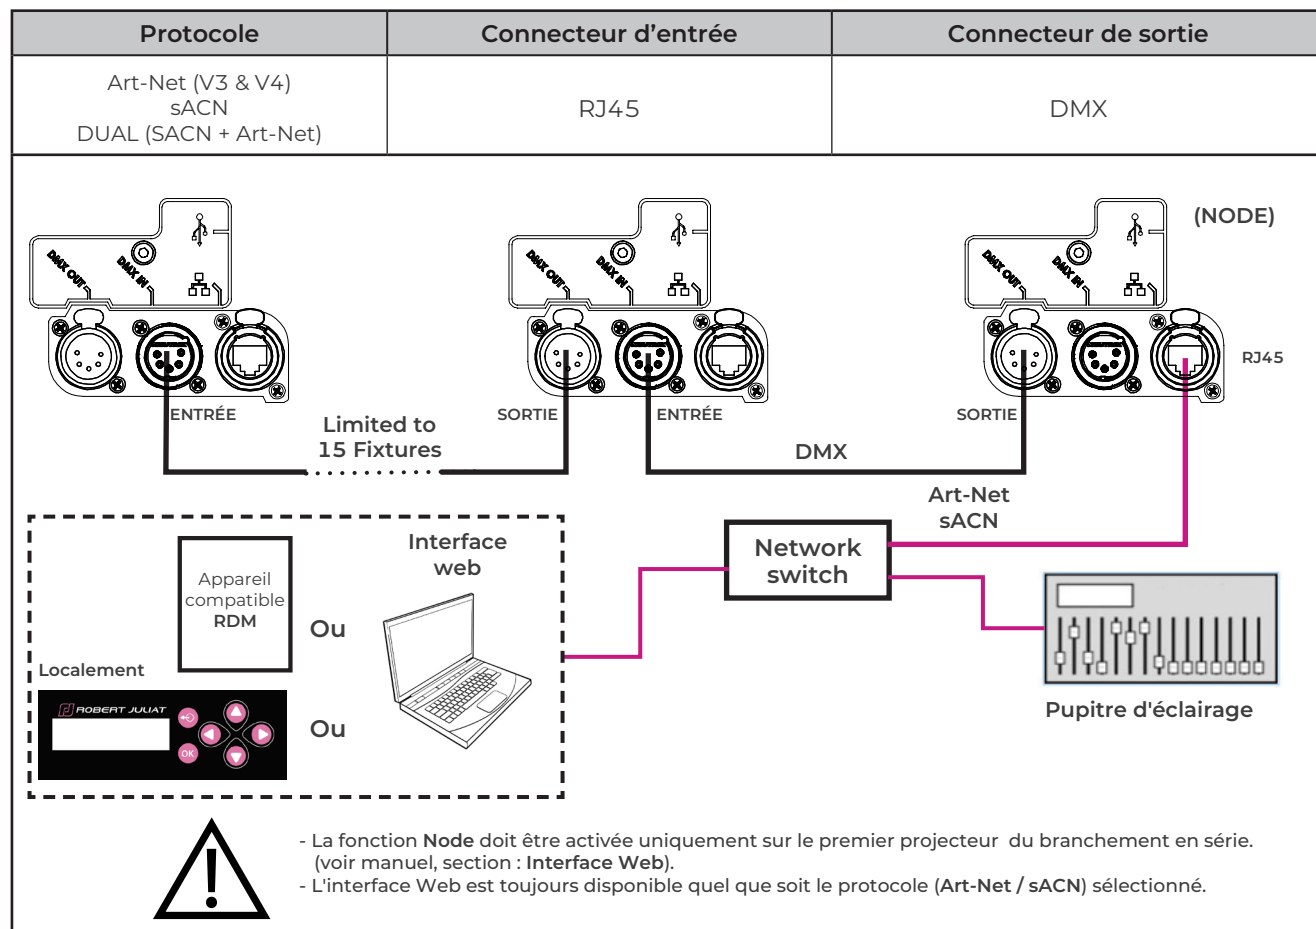 Protocole
Connecteur d'entrée
Connecteur de sortie
Art-Net (V3 & V4)
sACN
DUAL (SACN + Art-Net)
RJ45
DMX
(NODE)
DMX OUT
DMX IN
DMX OUT
DMX IN
DMX OUT
DMX IN
RJ45
ENTRÉE
SORTIE
ENTRÉE
SORTIE
Limited to
15 Fixtures
DMX
Art-Net
sACN
Network
switch
Interface
web
Appareil
compatible
RDM
Ou
Localement
ROBERT JULIAT
OK
Ou
Pupitre d'éclairage
- La fonction Node doit être activée uniquement sur le premier projecteur du branchement en série.
(voir manuel, section : Interface Web).
- L'interface Web est toujours disponible quel que soit le protocole (Art-Net / sACN) sélectionné.